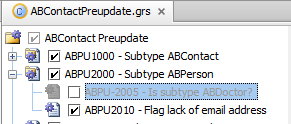 ABContactPreupdate.grs
ABContact Preupdate
ABPU1000 - Subtype ABContact
ABPU2000 - Subtype ABPerson
ABPU-2005 - Is subtype ABDoctor?
ABPU2010 - Flag lack of email address